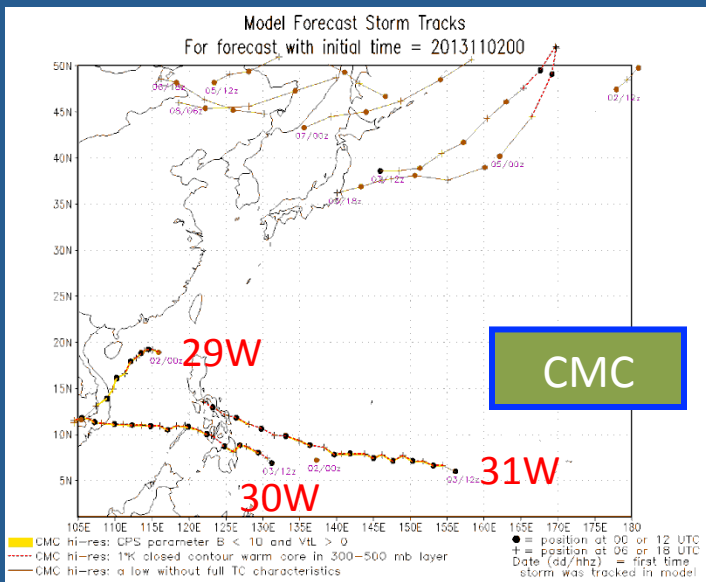 Model Forecast Storm Tracks
For forecast with initial time = 2013110200
50N
45N
40N
35N
30N
25N
20N
15N
10N
5N
06/18z
05/12z
08/06z
07/00z
02/12z
03/12z
05/00z
02/00z
29W
CMC
03/12z
02/00z
03/12z
30W
31W
105E 110E 115E 120E 125E 130E 135E 140E 145E 150E 155E 160E 165E 170E 175E 180
CMC hi-res: CPS parameter B < 10 and VtL > 0
CMC hi-res: 1*K closed contour warm core in 300-500 mb layer
CMC hi-res: a low without full TC characteristics
● = position at 00 or 12 UTC
+ = position at 06 or 18 UTC
Date (dd/hhz) = first time
storm was tracked in model